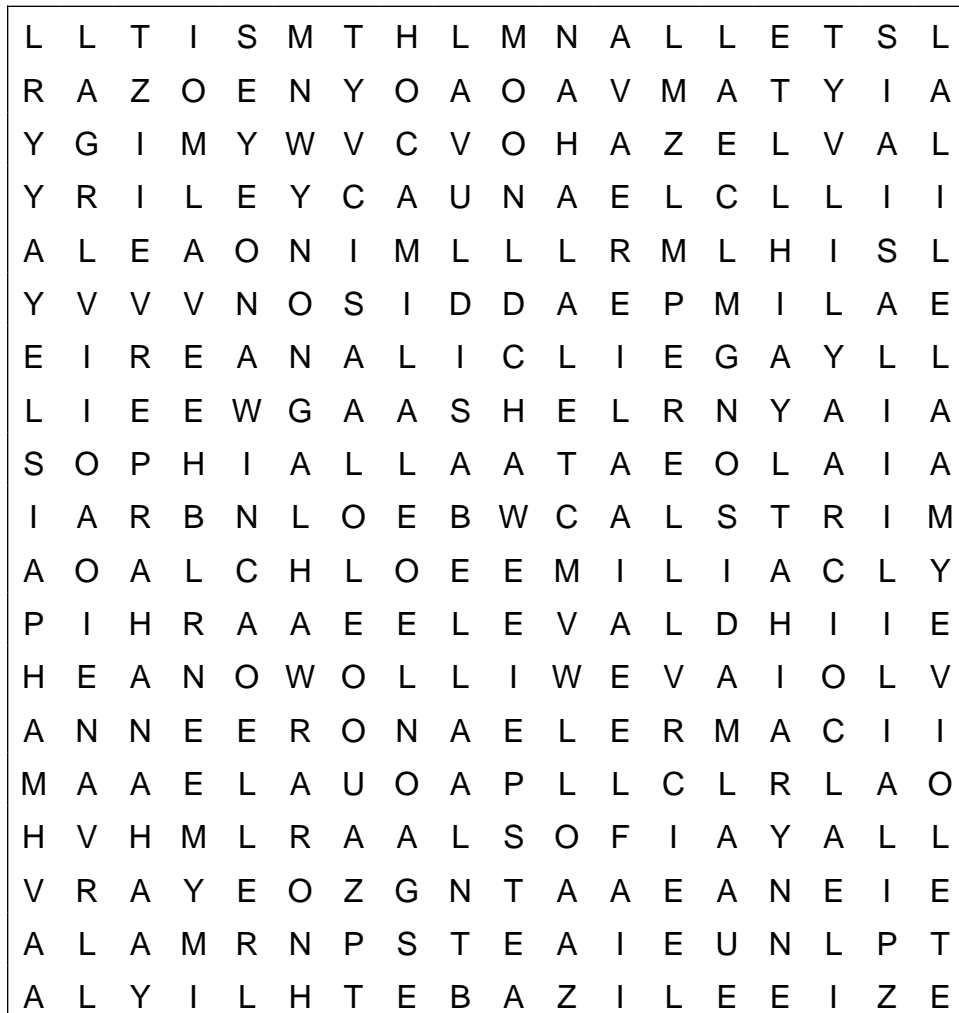 L L T I S M T H L M N A L L E T S L
R A Z O E N Y O A O A V M A T Y I A
Y G I M Y W V C V O H A Z E L V A L
Y R I L E Y C A U N A E L C L L I I
A L E A O N I M L L L R M L H I S L
Y V V V N O S I D D A E P M I L A E
E I R E A N A L I C L I E G A Y L L
L I E E W G A A S H E L R N Y A I A
S O P H I A L L A A T A E O L A I A
I A R B N L O E B W C A L S T R I M
A O A L C H L O E E M I L I A C L Y
P I H R A A E E L E V A L D H I I E
H E A N O W O L L I W E V A I O L V
A N N E E R O N A E L E R M A C I I
M A A E L A U O A P L L C L R L A O
H V H M L R A A L S O F I A Y A L L
V R A Y E O Z G N T A A E A N E I E
A L A M R N P S T E A I E U N L P T
A L Y I L H T E B A Z I L E E I Z E